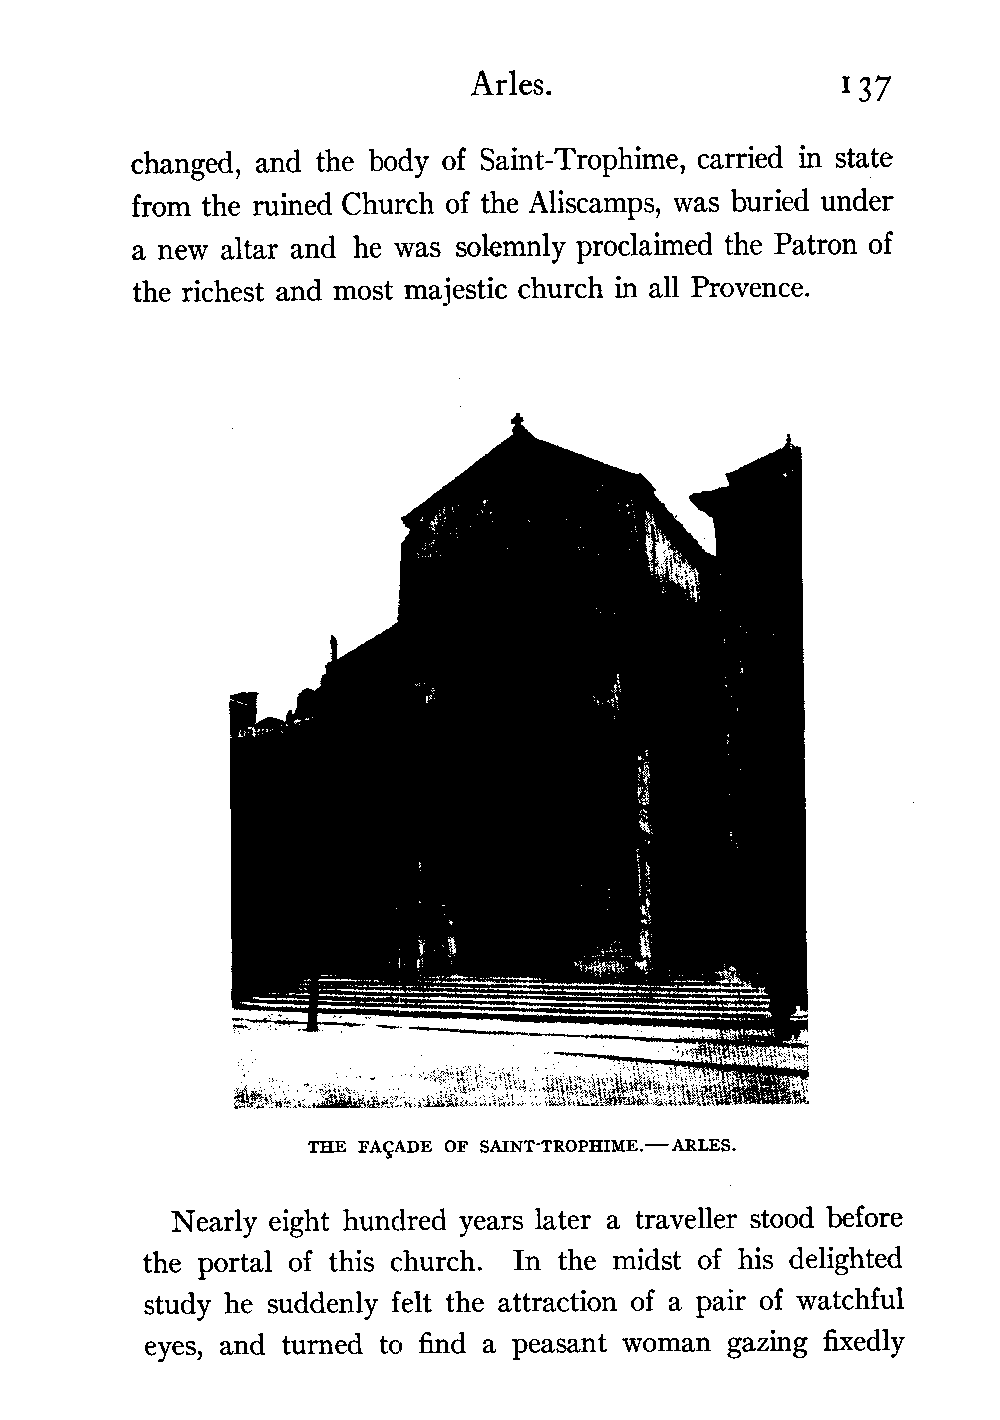 Arles. 137
changed, and the body of Saint-Trophime, carried in state
from the ruined Church of the Aliscamps, was buried under
a new altar and he was solemnly proclaimed the Patron of
the richest and most majestic church in all Provence.
THE FAÇADE OF SAINT-TROPHIME.—ARLES.
Nearly eight hundred years later a traveller stood before
the portal of this church. In the midst of his delighted
study he suddenly felt the attraction of a pair of watchful
eyes, and turned to find a peasant woman gazing fixedly